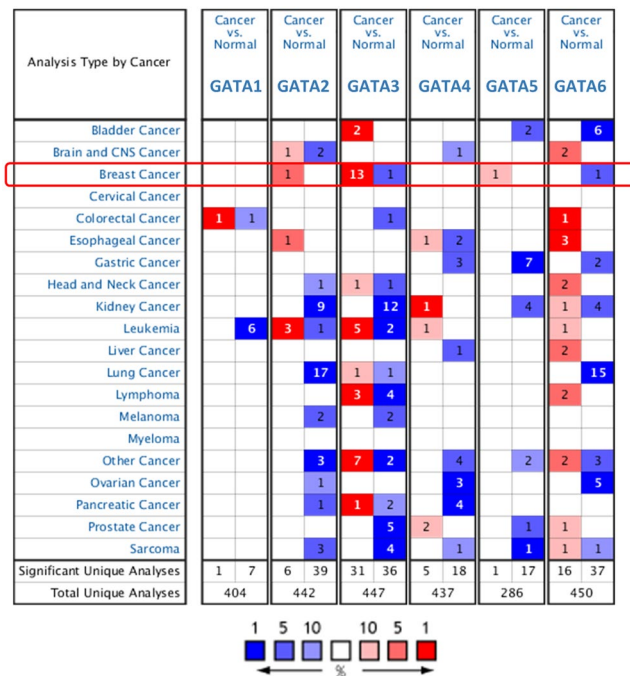 Cancer vs. Normal Cancer vs. Normal Cancer vs. Normal Cancer vs. Normal Cancer vs. Normal Cancer vs. Normal
Analysis Type by Cancer
GATA1 GATA2 GATA3 GATA4 GATA5 GATA6
Bladder Cancer 2 2 6
Brain and CNS Cancer 1 2 1 2
Breast Cancer 1 13 1 1 1
Cervical Cancer
Colorectal Cancer 1 1 1 1
Esophageal Cancer 1 1 2 3
Gastric Cancer 3 7 2
Head and Neck Cancer 1 1 1 2
Kidney Cancer 9 12 1 4 1 4
Leukemia 6 3 1 5 2 1 1
Liver Cancer 1 2
Lung Cancer 17 1 1 15
Lymphoma 3 4 2
Melanoma 2 2
Myeloma
Other Cancer 3 7 2 4 2 2 3
Ovarian Cancer 1 3 5
Pancreatic Cancer 1 1 2 4
Prostate Cancer 5 2 1 1
Sarcoma 3 4 1 1 1 1
Significant Unique Analyses 1 7 6 39 31 36 5 18 1 17 16 37
Total Unique Analyses 404 442 447 437 286 450
1 5 10 10 5 1
%